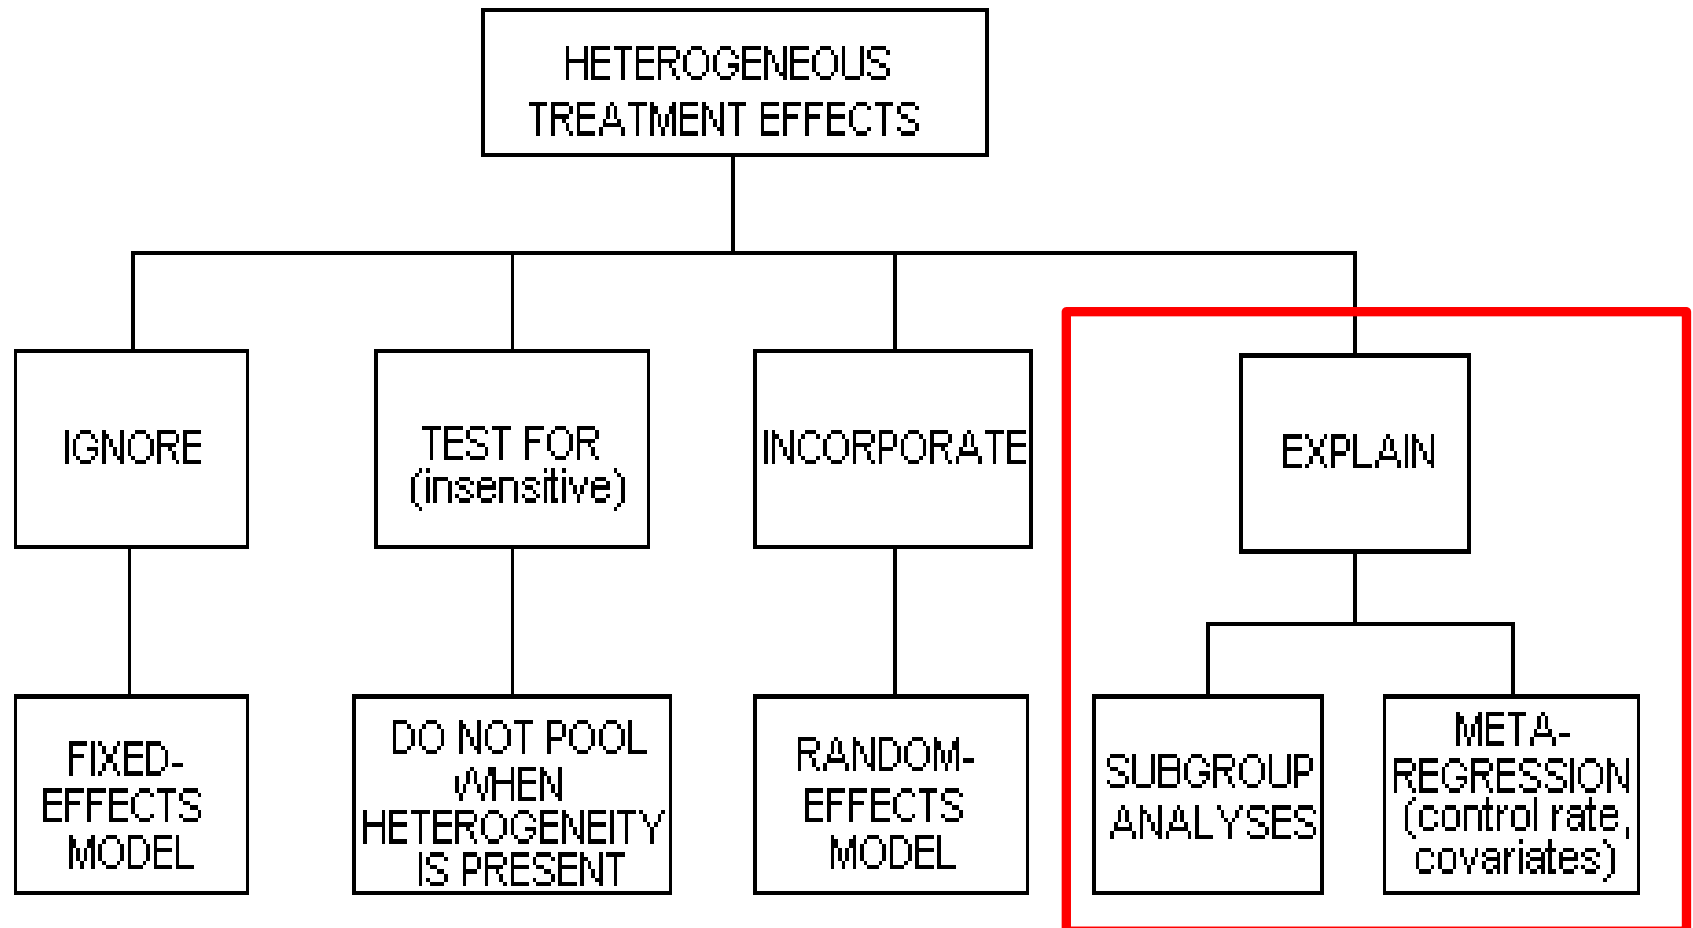 HETEROGENEOUS
TREATMENT EFFECTS
IGNORE
TEST FOR
(insensitive)
INCORPORATE
EXPLAIN
FIXED-
EFFECTS
MODEL
DO NOT POOL
WHEN
HETEROGENEITY
IS PRESENT
RANDOM-
EFFECTS
MODEL
SUBGROUP
ANALYSES
META-
REGRESSION
(control rate,
covariates)